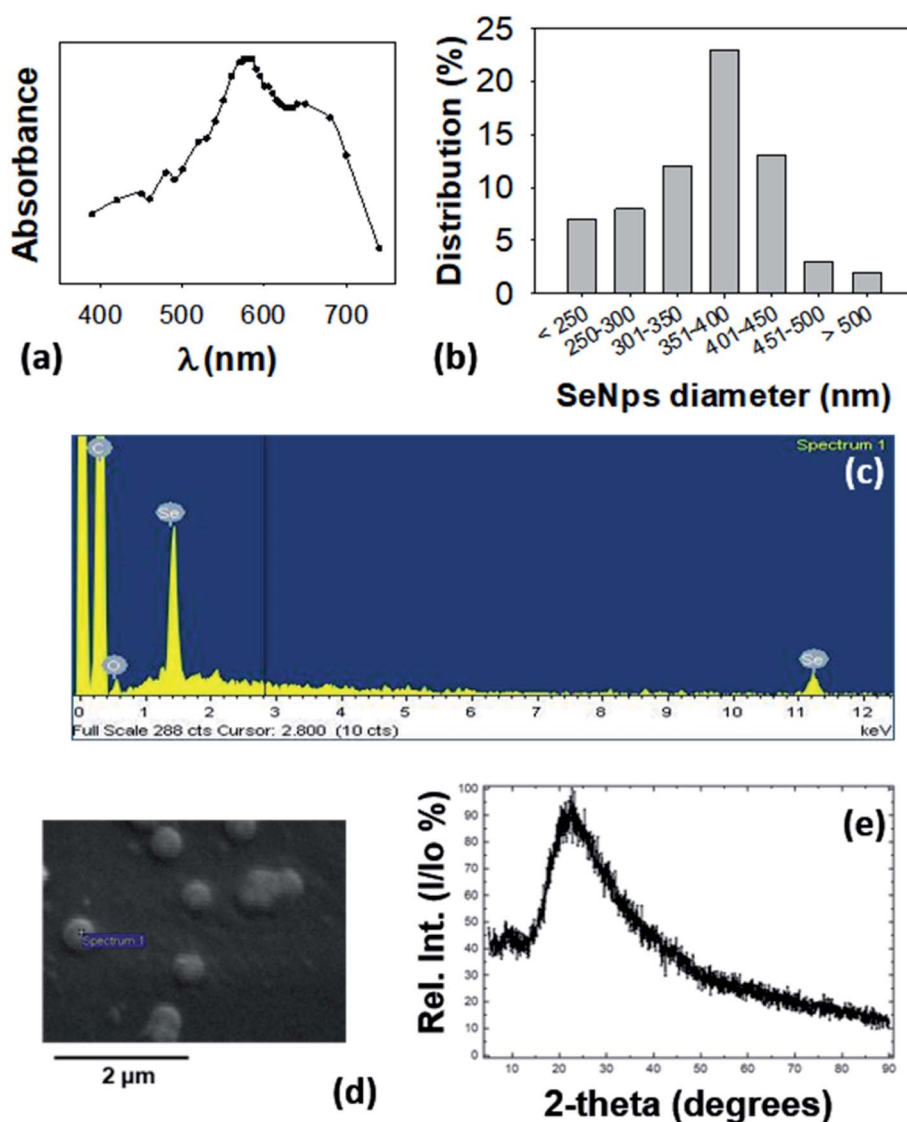 Absorbance
400 500 600 700
λ (nm)
(a)
Distribution (%)
25
20
15
10
5
0
< 250
250-300
301-350
351-400
401-450
451-500
> 500
SeNps diameter (nm)
(b)
Spectrum 1
(c)
C
O
Se
Se
0 1 2 3 4 5 6 7 8 9 10 11 12
Full Scale 288 cts Cursor: 2.800 (10 cts)
keV
Spectrum 1
2 μm
(d)
Rel. Int. (I/Io %)
100
90
80
70
60
50
40
30
20
10
0
10 20 30 40 50 60 70 80 90
2-theta (degrees)
(e)